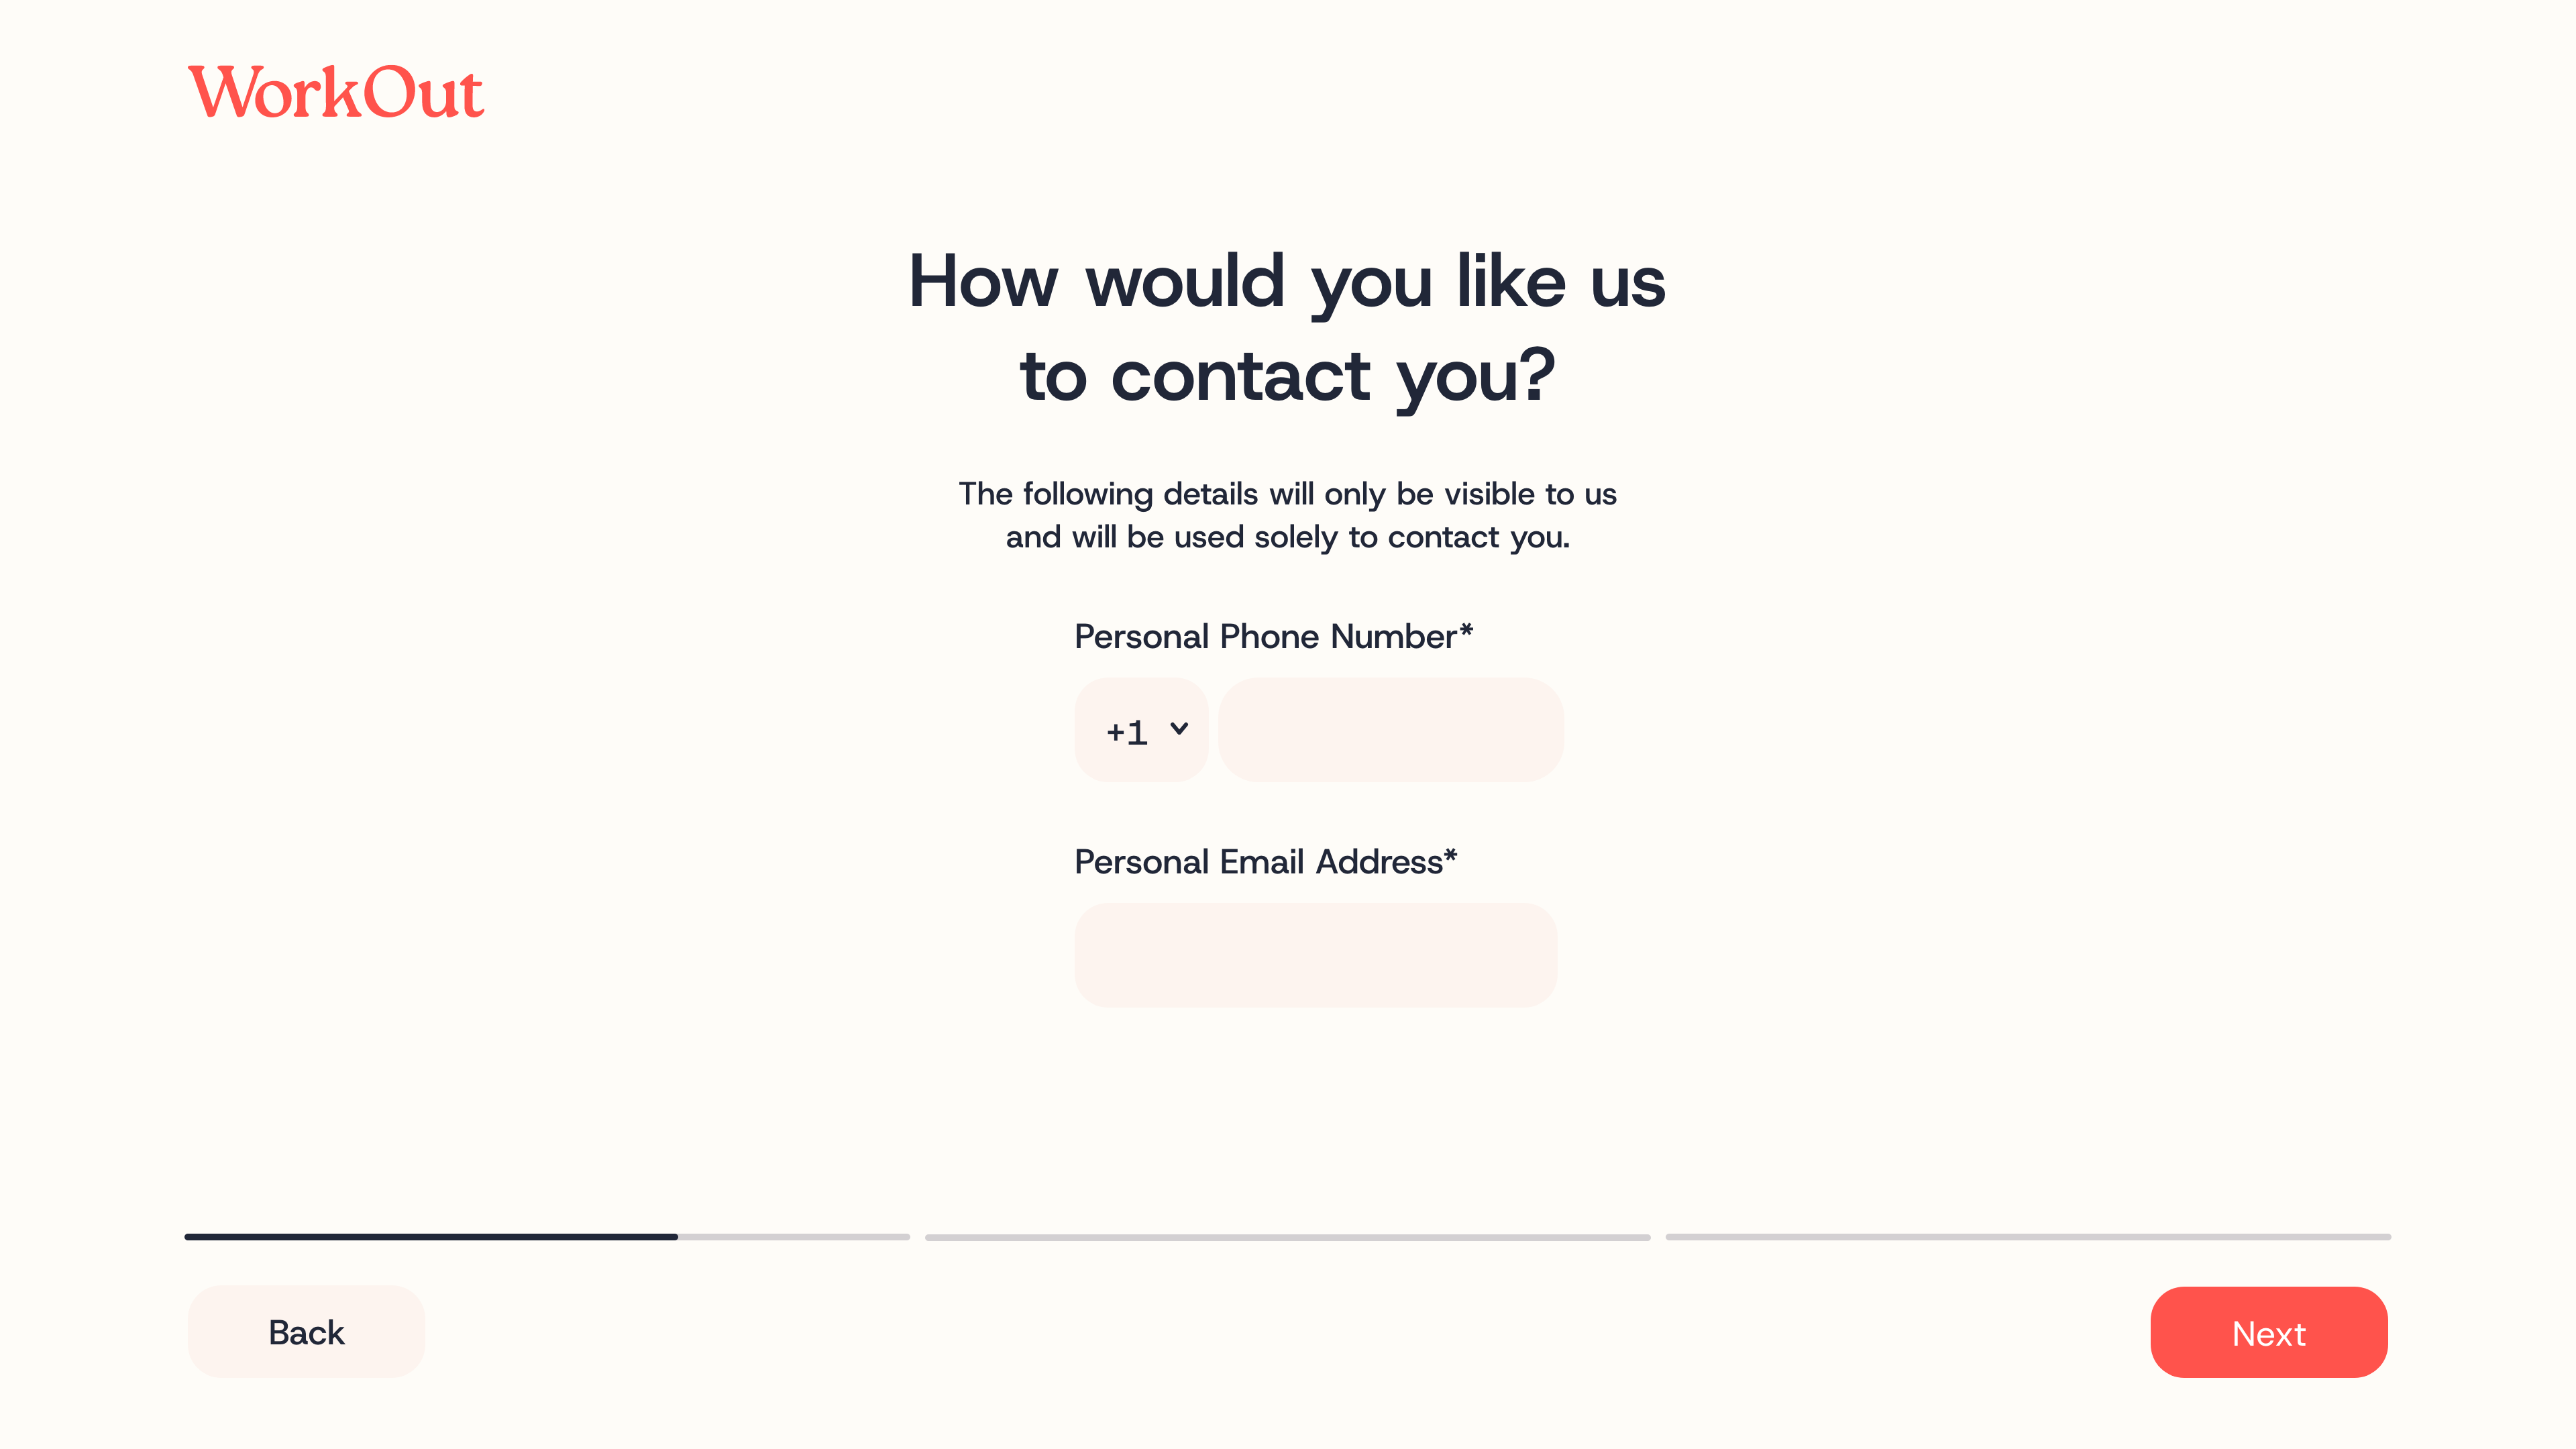 WorkOut
How would you like us
to contact you?
The following details will only be visible to us
and will be used solely to contact you.
Personal Phone Number*
+1
Personal Email Address*
Back
Next